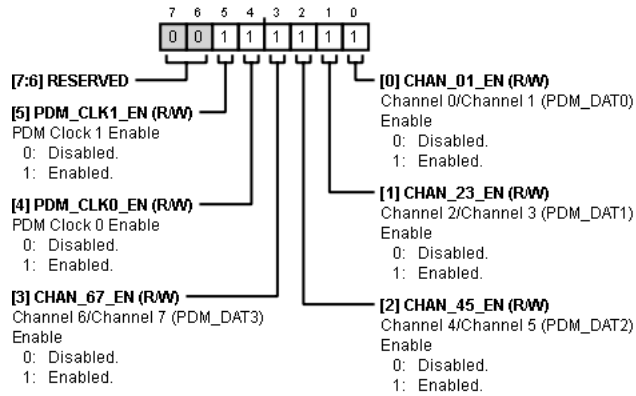 7 6 5 4 3 2 1 0
0 0 1 1 1 1 1 1
[7:6] RESERVED
[5] PDM_CLK1_EN (R/W)
PDM Clock 1 Enable
0: Disabled.
1: Enabled.
[4] PDM_CLK0_EN (R/W)
PDM Clock 0 Enable
0: Disabled.
1: Enabled.
[3] CHAN_67_EN (R/W)
Channel 6/Channel 7 (PDM_DAT3)
Enable
0: Disabled.
1: Enabled.
[0] CHAN_01_EN (R/W)
Channel 0/Channel 1 (PDM_DAT0)
Enable
0: Disabled.
1: Enabled.
[1] CHAN_23_EN (R/W)
Channel 2/Channel 3 (PDM_DAT1)
Enable
0: Disabled.
1: Enabled.
[2] CHAN_45_EN (R/W)
Channel 4/Channel 5 (PDM_DAT2)
Enable
0: Disabled.
1: Enabled.